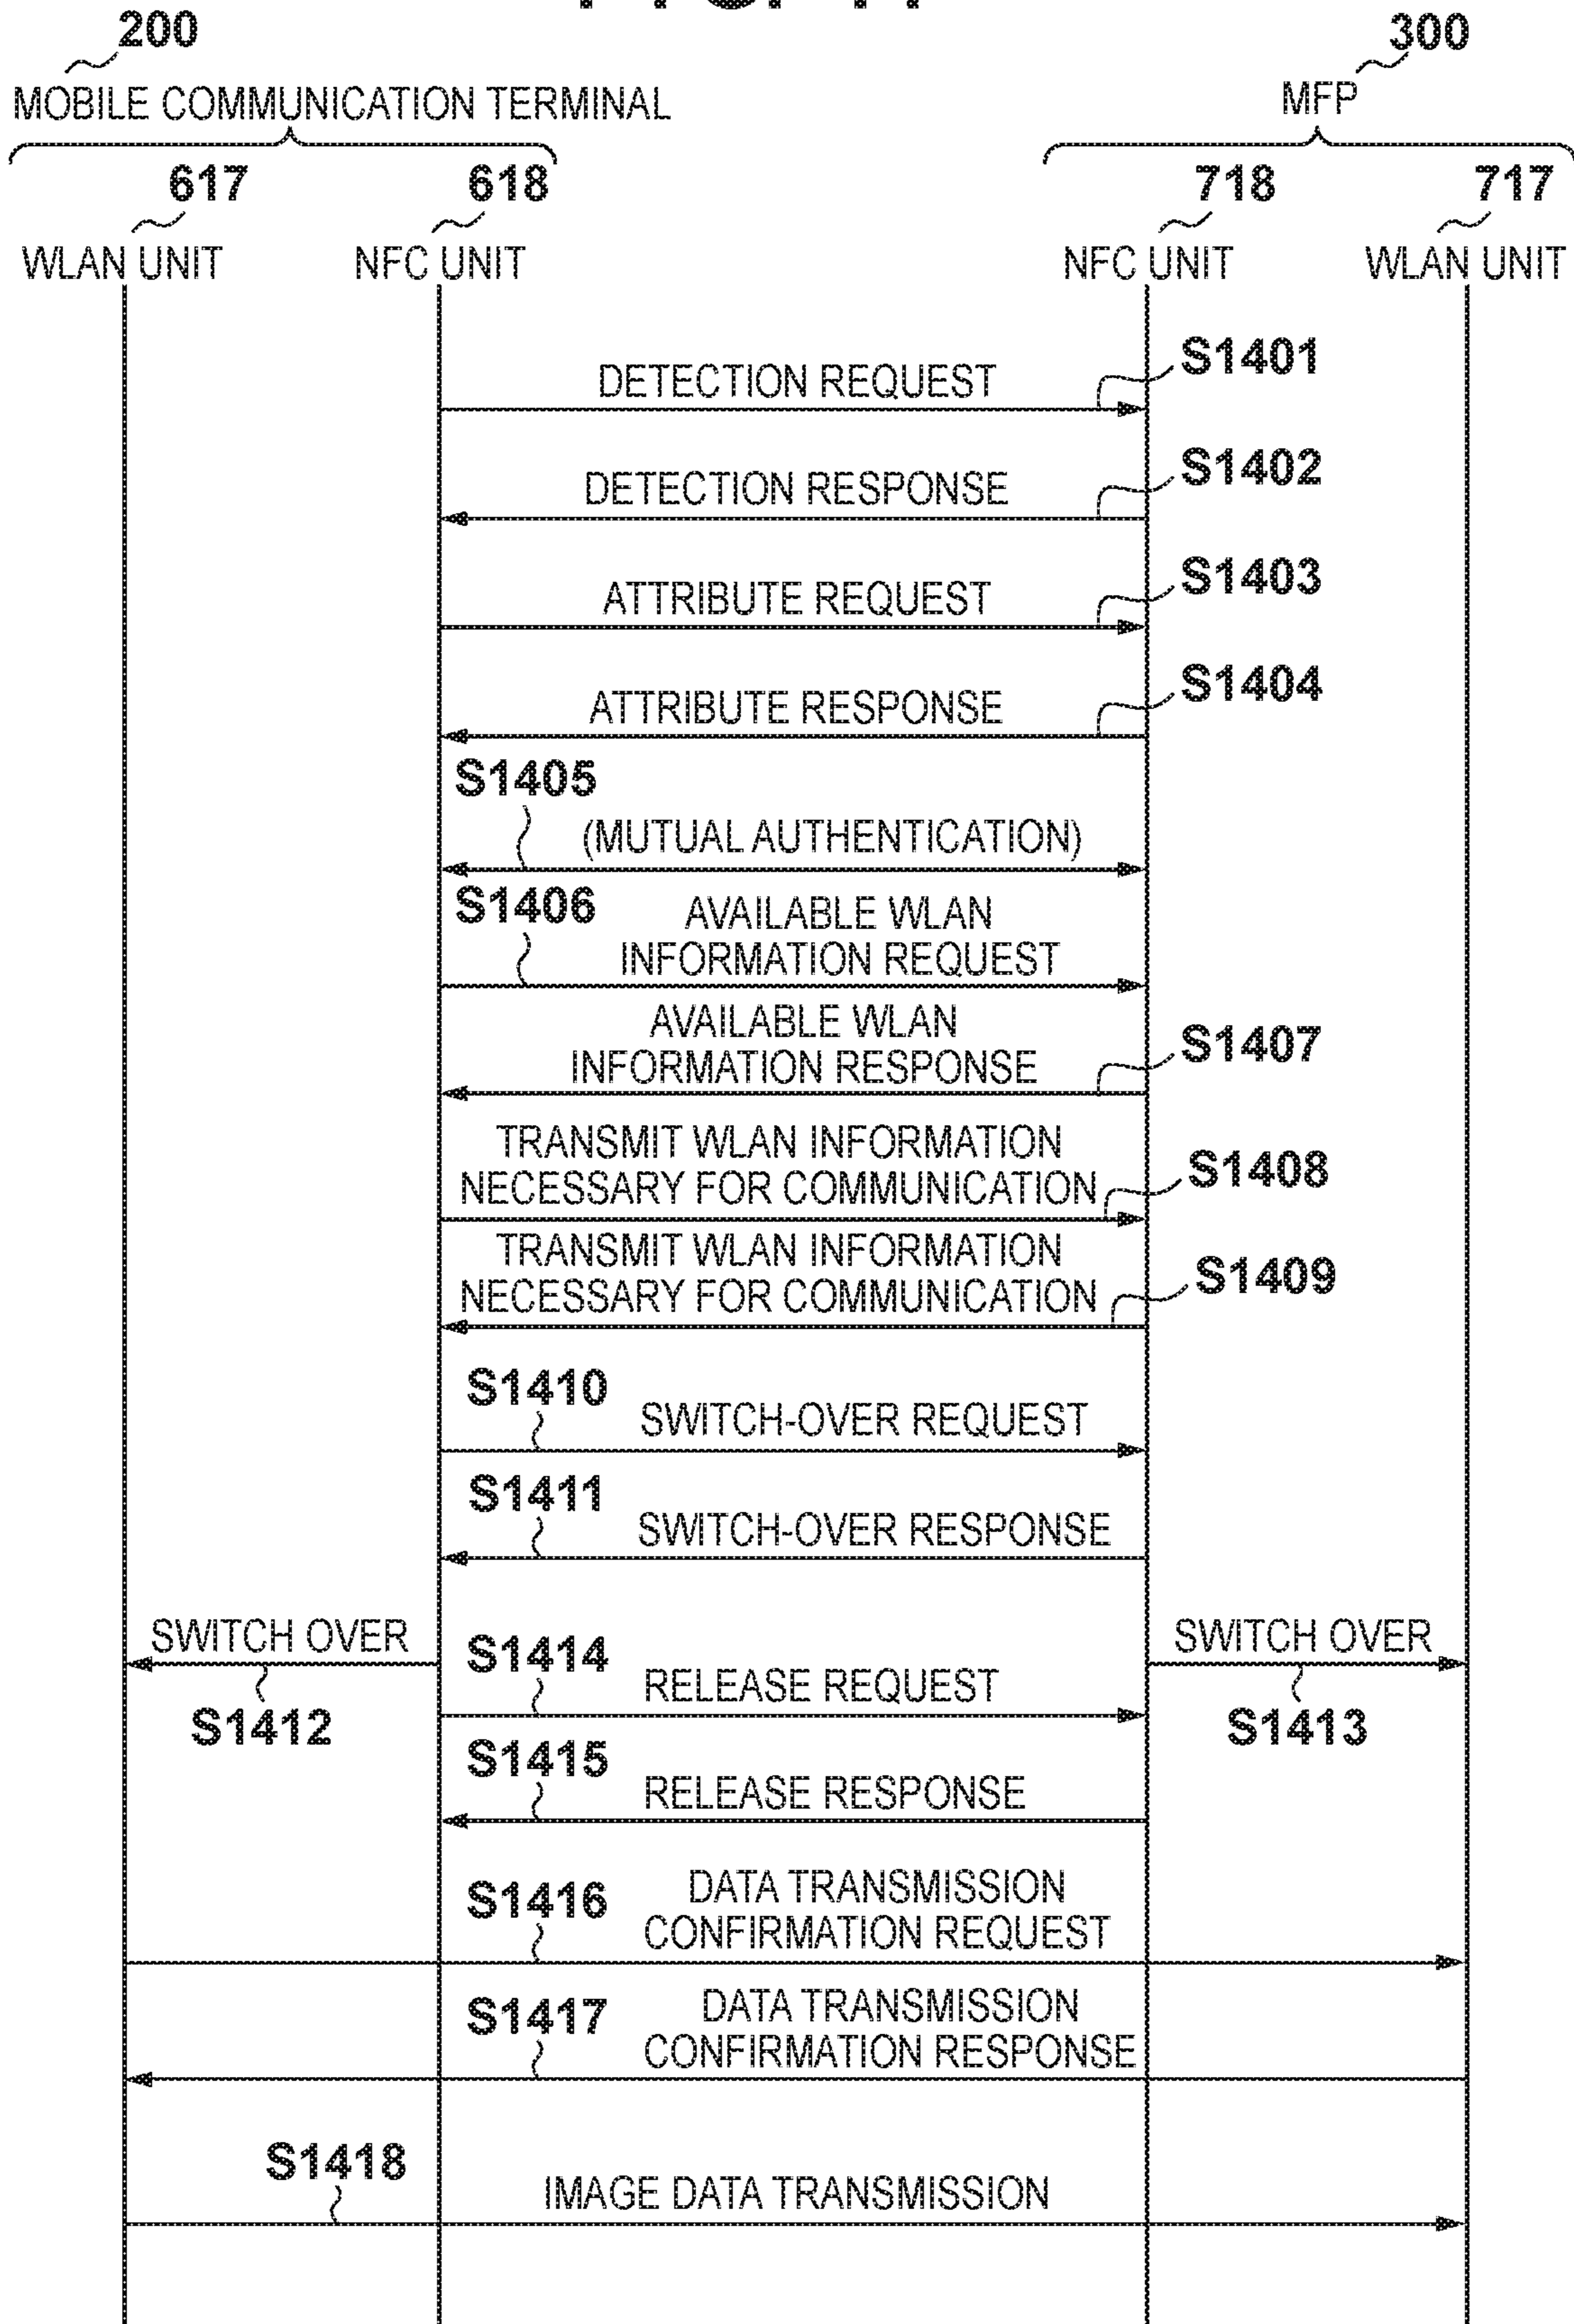 200
300
MOBILE COMMUNICATION TERMINAL
MFP
617
618
718
717
WLAN UNIT
NFC UNIT
NFC UNIT
WLAN UNIT
S1401
DETECTION REQUEST
S1402
DETECTION RESPONSE
S1403
ATTRIBUTE REQUEST
S1404
ATTRIBUTE RESPONSE
S1405
(MUTUAL AUTHENTICATION)
S1406
AVAILABLE WLAN
INFORMATION REQUEST
AVAILABLE WLAN
INFORMATION RESPONSE
S1407
TRANSMIT WLAN INFORMATION
NECESSARY FOR COMMUNICATION
S1408
TRANSMIT WLAN INFORMATION
NECESSARY FOR COMMUNICATION
S1409
S1410
SWITCH-OVER REQUEST
S1411
SWITCH-OVER RESPONSE
SWITCH OVER
S1412
SWITCH OVER
S1413
S1414
RELEASE REQUEST
S1415
RELEASE RESPONSE
S1416
DATA TRANSMISSION
CONFIRMATION REQUEST
S1417
DATA TRANSMISSION
CONFIRMATION RESPONSE
S1418
IMAGE DATA TRANSMISSION